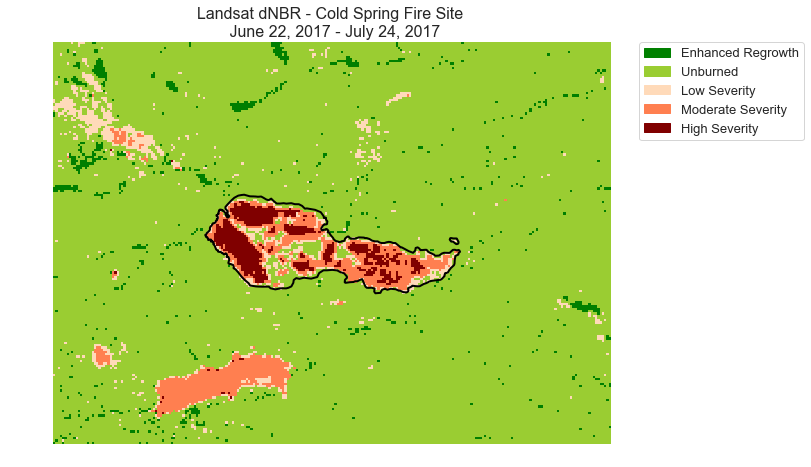 Landsat dNBR - Cold Spring Fire Site
June 22, 2017 - July 24, 2017
Enhanced Regrowth
Unburned
Low Severity
Moderate Severity
High Severity